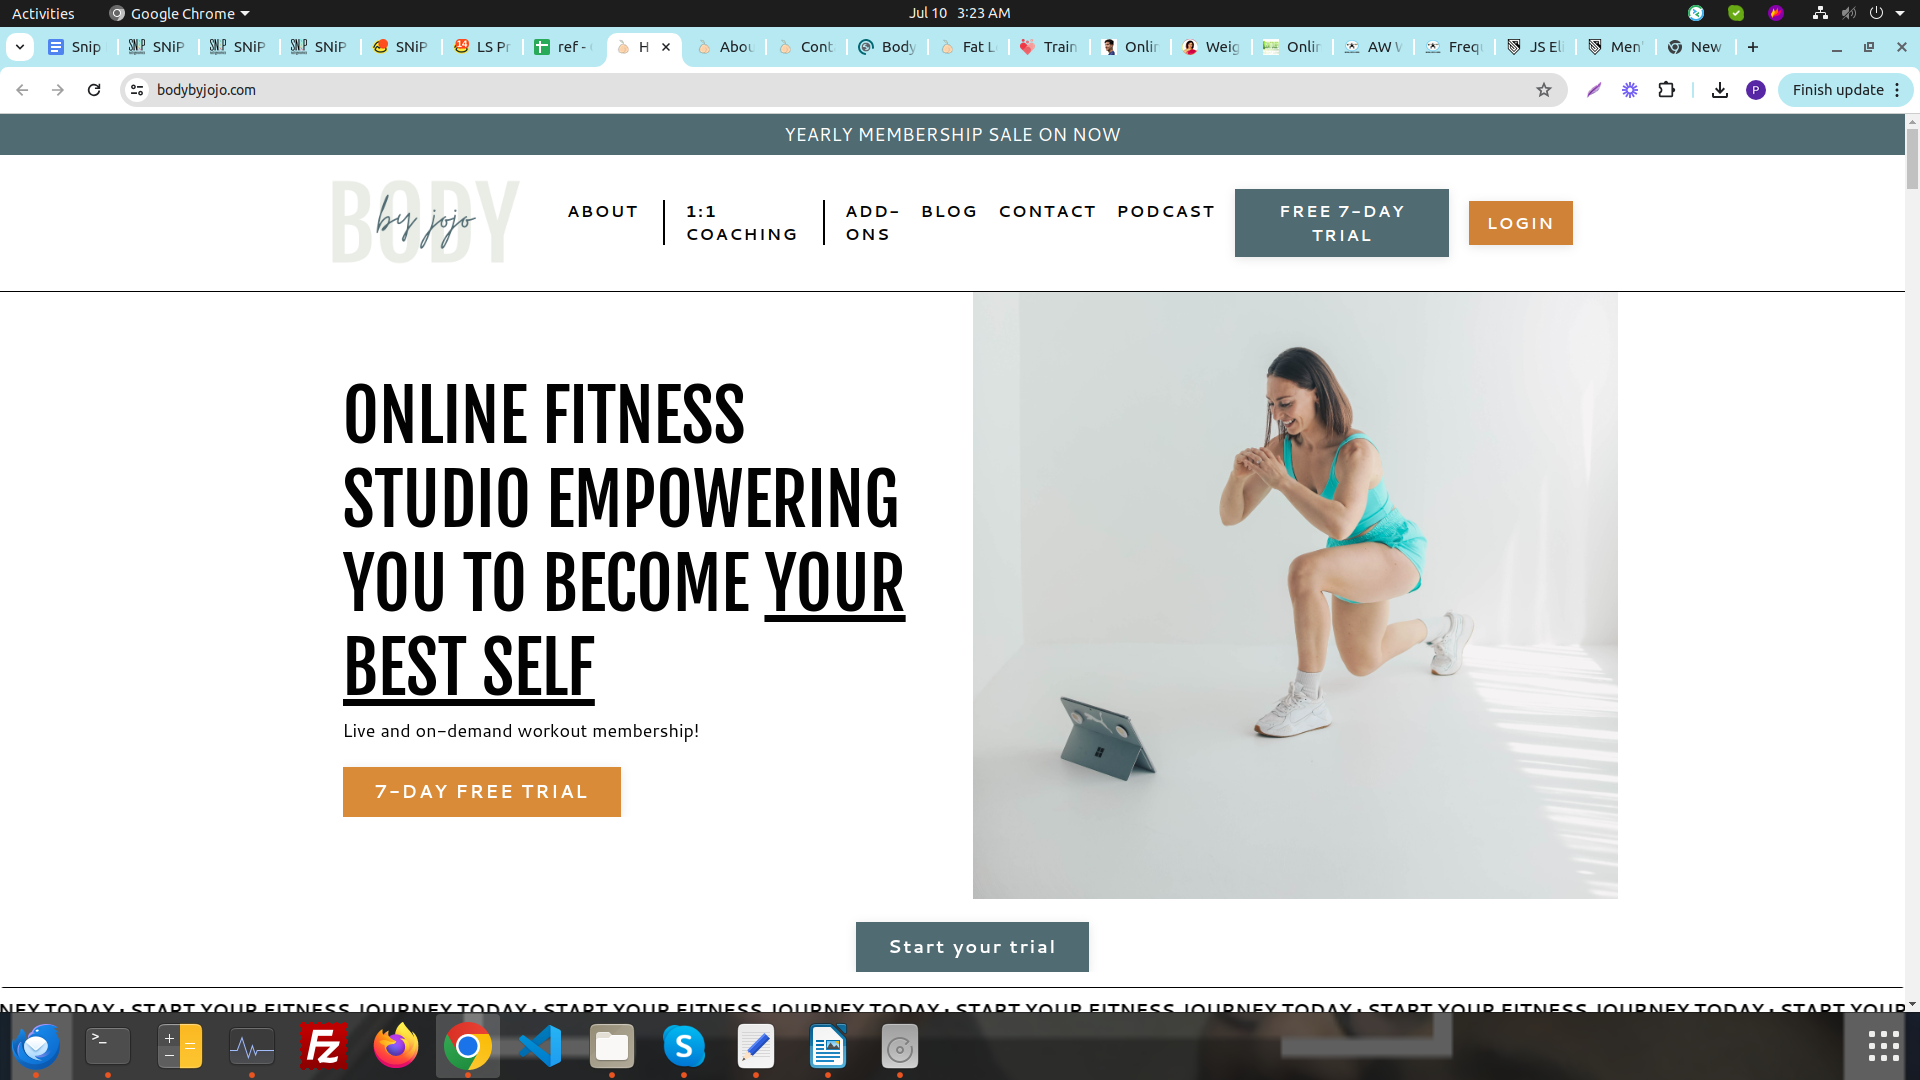 Activities
Google Chrome
Jul 10 3:23 AM
Snip
SNiP
SNiP
SNiP
SNiP
LS Pr
ref -
H
Abou
Cont
Body
Fat L
Train
Onlin
Weig
Onlin
AW W
Frequ
JS Eli
Men'
New
bodybyjojo.com
P
Finish update
YEARLY MEMBERSHIP SALE ON NOW
BODY
by jojo
ABOUT
1:1
COACHING
ADD-
ONS
BLOG
CONTACT
PODCAST
FREE 7-DAY
TRIAL
LOGIN
ONLINE FITNESS
STUDIO EMPOWERING
YOU TO BECOME YOUR
BEST SELF
Live and on-demand workout membership!
7-DAY FREE TRIAL
Start your trial
NEY TODAY • START YOUR FITNESS JOURNEY TODAY • START YOUR FITNESS JOURNEY TODAY • START YOUR FITNESS JOURNEY TODAY • START YOUR FITNESS JOURNEY TODAY • START YOUR